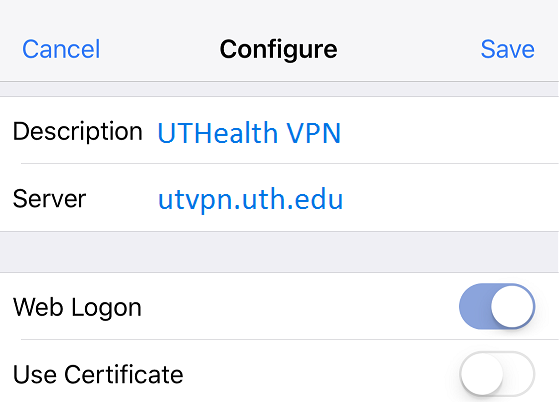 Cancel Configure Save
Description UTHealth VPN
Server utvpn.uth.edu
Web Logon
Use Certificate